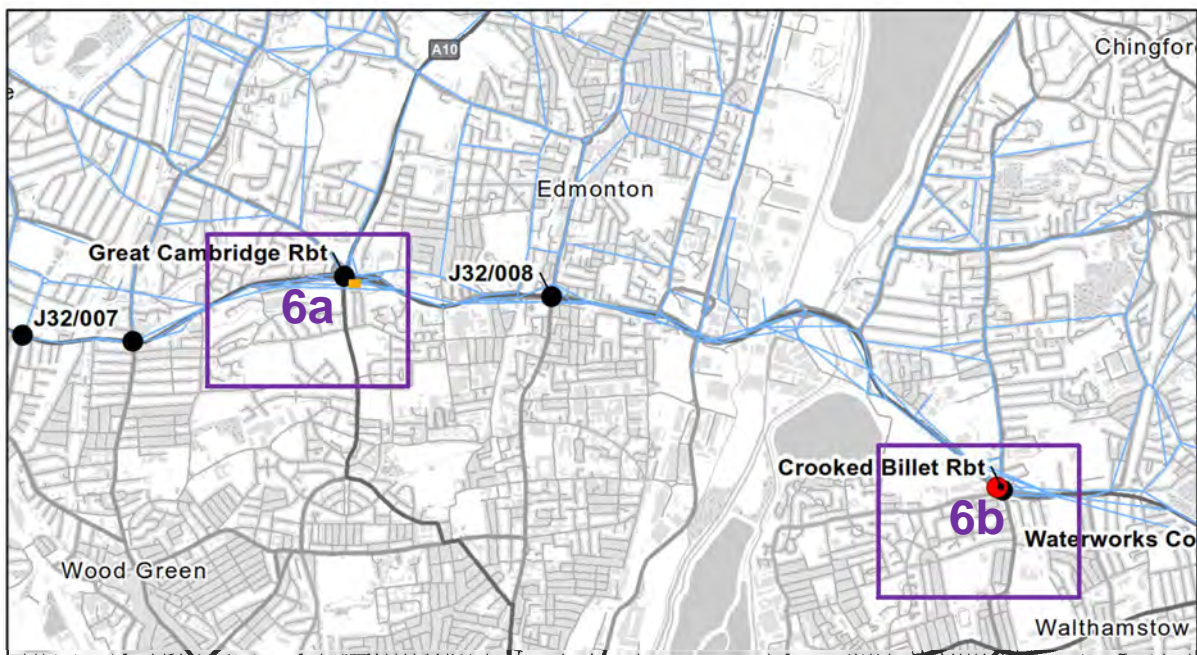 A10
Chingfor
Edmonton
Great Cambridge Rbt
J32/008
6a
J32/007
Crooked Billet Rbt
6b
Waterworks Co
Wood Green
Walthamstow